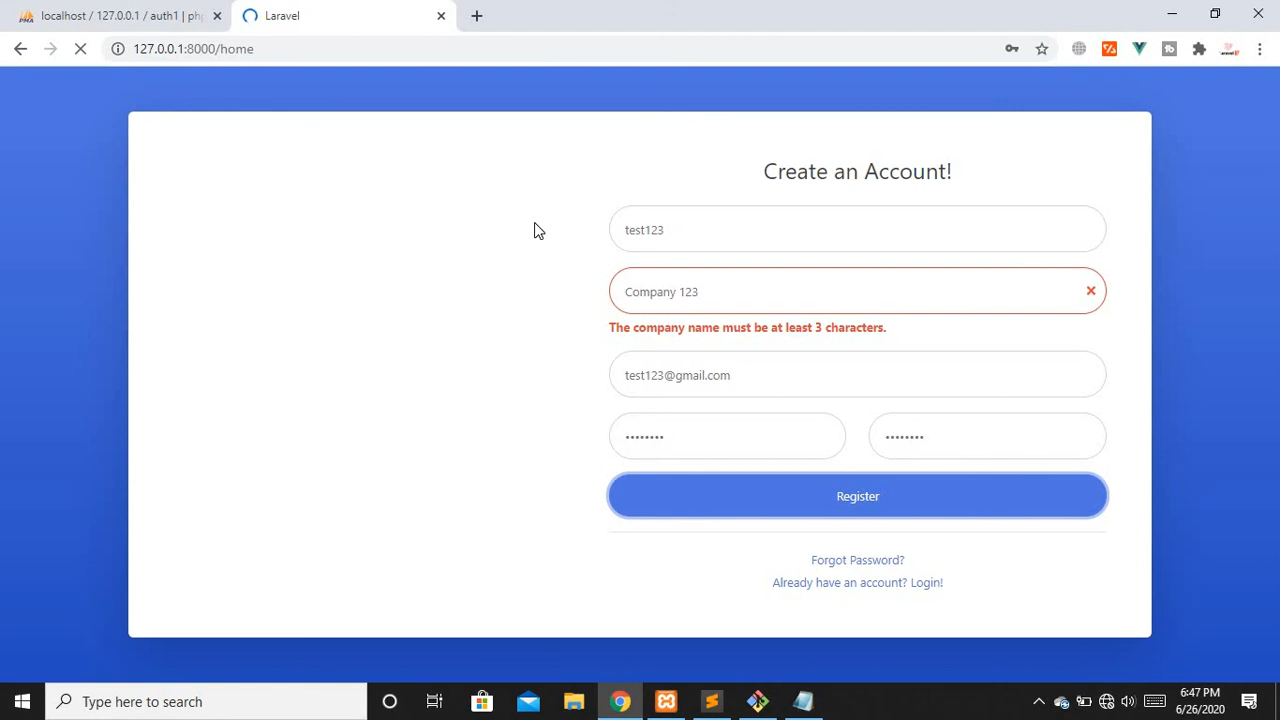 localhost / 127.0.0.1 / auth1 | ph
Laravel
127.0.0.1:8000/home
Create an Account!
test123
Company 123
The company name must be at least 3 characters.
test123@gmail.com
•••••••• ••••••••
Register
Forgot Password?
Already have an account? Login!
Type here to search
6:47 PM
6/26/2020